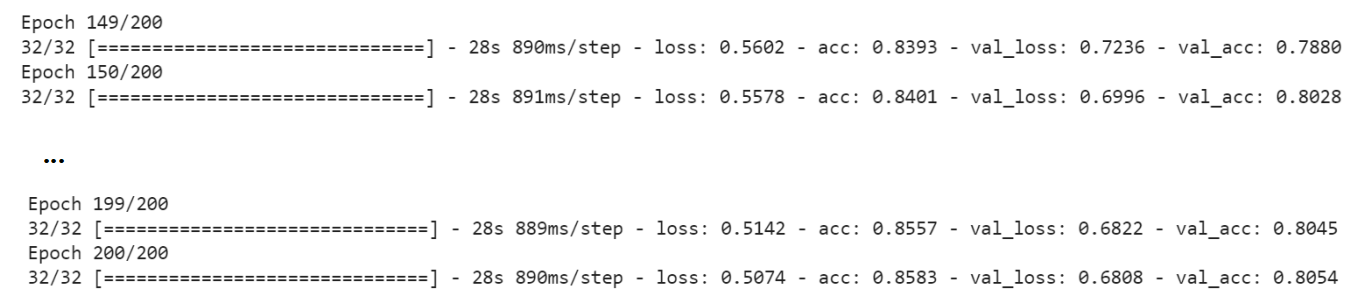 Epoch 149/200
32/32 [==============================] - 28s 890ms/step - loss: 0.5602 - acc: 0.8393 - val_loss: 0.7236 - val_acc: 0.7880
Epoch 150/200
32/32 [==============================] - 28s 891ms/step - loss: 0.5578 - acc: 0.8401 - val_loss: 0.6996 - val_acc: 0.8028
...
Epoch 199/200
32/32 [==============================] - 28s 889ms/step - loss: 0.5142 - acc: 0.8557 - val_loss: 0.6822 - val_acc: 0.8045
Epoch 200/200
32/32 [==============================] - 28s 890ms/step - loss: 0.5074 - acc: 0.8583 - val_loss: 0.6808 - val_acc: 0.8054